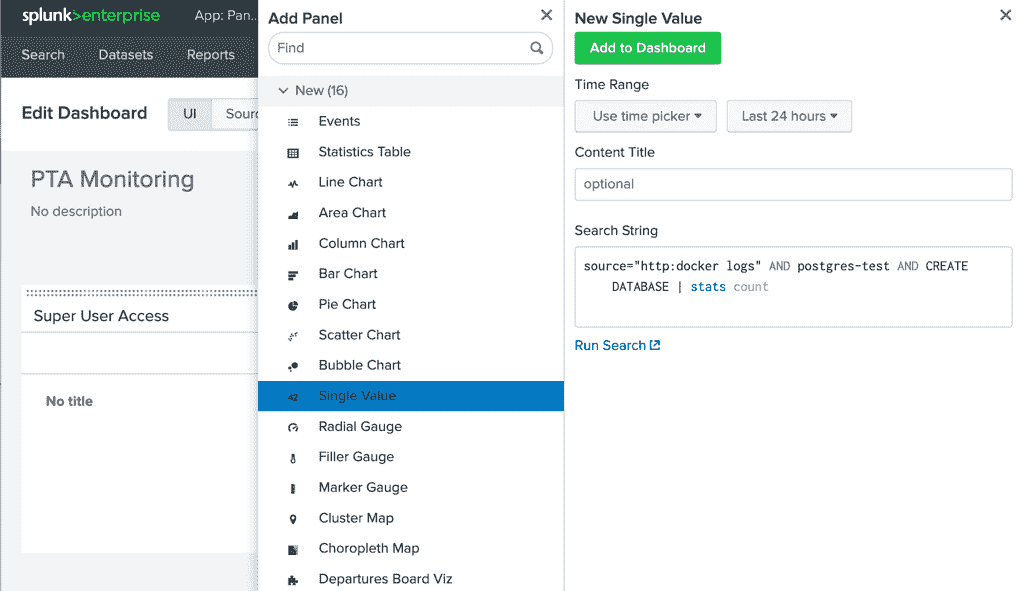 splunk>enterprise App: Pan..
Search Datasets Reports
Edit Dashboard UI Sourc
PTA Monitoring
No description
Super User Access
No title
Add Panel
Find
New (16)
Events
Statistics Table
Line Chart
Area Chart
Column Chart
Bar Chart
Pie Chart
Scatter Chart
Bubble Chart
42 Single Value
Radial Gauge
Filler Gauge
Marker Gauge
Cluster Map
Choropleth Map
Departures Board Viz
New Single Value
Add to Dashboard
Time Range
Use time picker Last 24 hours
Content Title
optional
Search String
source="http:docker logs" AND postgres-test AND CREATE
DATABASE | stats count
Run Search